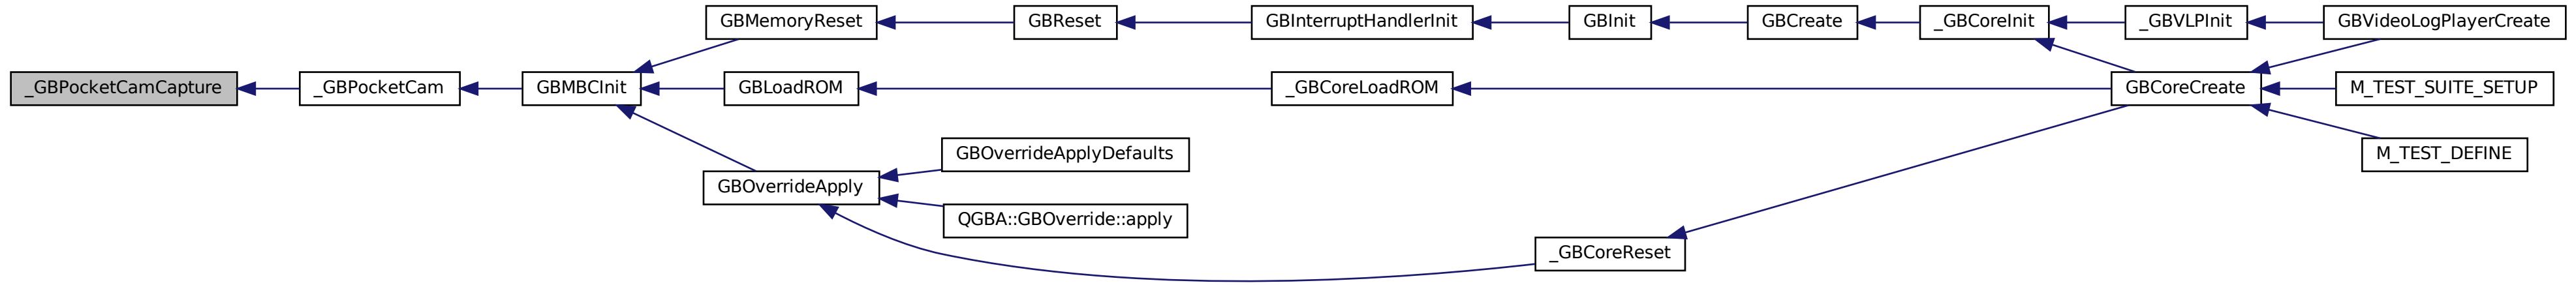 GBMemoryReset
GBReset
GBInterruptHandlerInit
GBInit
GBCreate
_GBCoreInit
_GBVLPInit
GBVideoLogPlayerCreate
_GBPocketCamCapture
_GBPocketCam
GBMBCInit
GBLoadROM
_GBCoreLoadROM
GBCoreCreate
M_TEST_SUITE_SETUP
GBOverrideApplyDefaults
M_TEST_DEFINE
GBOverrideApply
QGBA::GBOverride::apply
_GBCoreReset